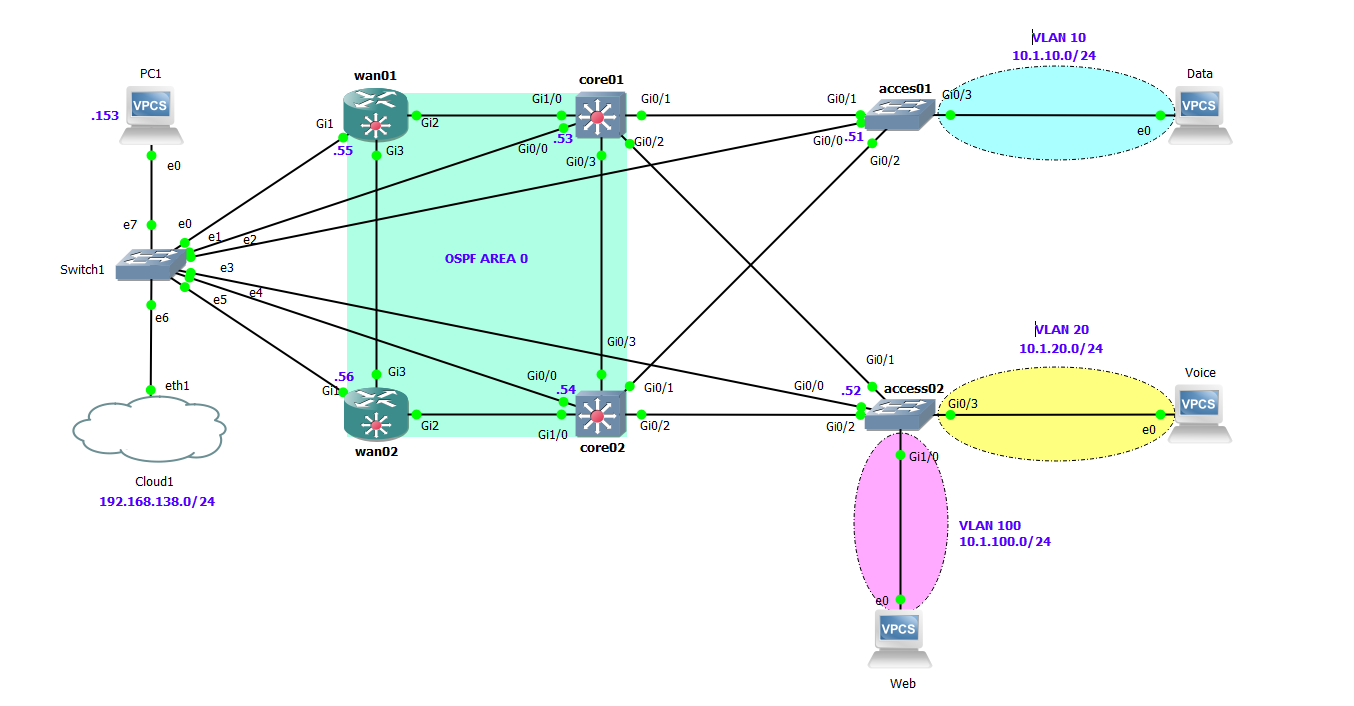 VLAN 10
10.1.10.0/24
PC1
VPCS
.153
e0
e7
e0
e1
e2
Switch1
e3
e4
e5
e6
eth1
Cloud1
192.168.138.0/24
wan01
Gi1
.55
Gi2
Gi3
core01
Gi1/0
.53
Gi0/0
Gi0/1
Gi0/2
Gi0/3
acces01
Gi0/1
Gi0/0
.51
Gi0/2
Gi0/3
Data
VPCS
e0
OSPF AREA 0
.56
Gi1
Gi3
Gi2
wan02
Gi0/3
Gi0/0
.54
Gi1/0
Gi0/1
Gi0/2
core02
VLAN 20
10.1.20.0/24
Gi0/1
Gi0/0
.52
access02
Gi0/2
Gi0/3
Voice
VPCS
e0
Gi1/0
VLAN 100
10.1.100.0/24
e0
VPCS
Web